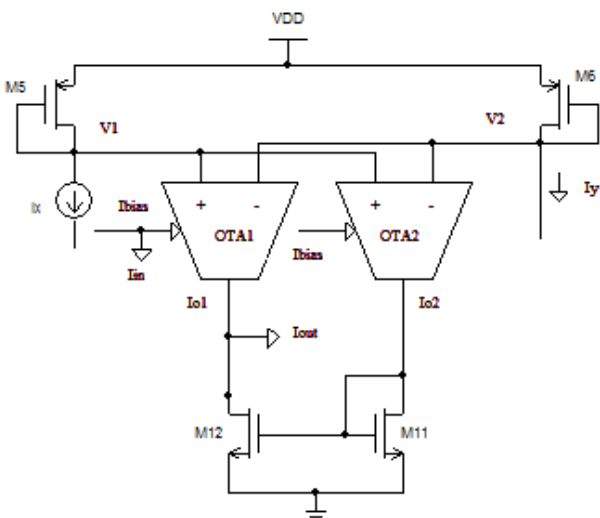 VDD
M5
M6
V1
V2
Ix
Iy
Ibias
+ -
+ -
OTA1
OTA2
Iin
Ibias
Io1
Io2
Iout
M12
M11